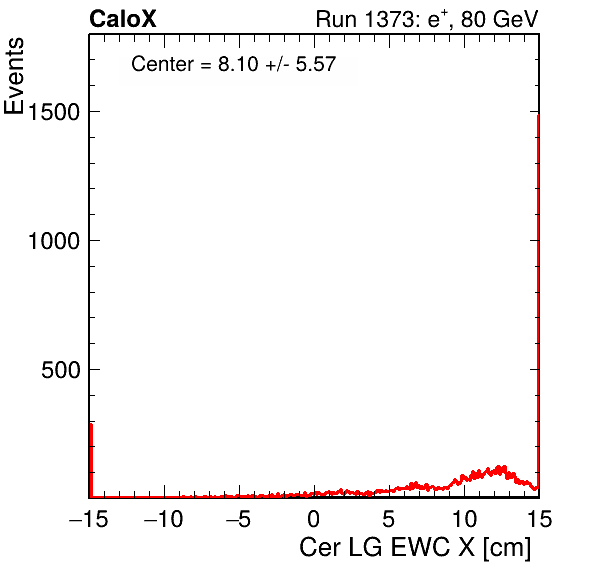 CaloX Run 1373: e⁺, 80 GeV
Center = 8.10 +/- 5.57
Events
1500
1000
500
−15 −10 −5 0 5 10 15
Cer LG EWC X [cm]